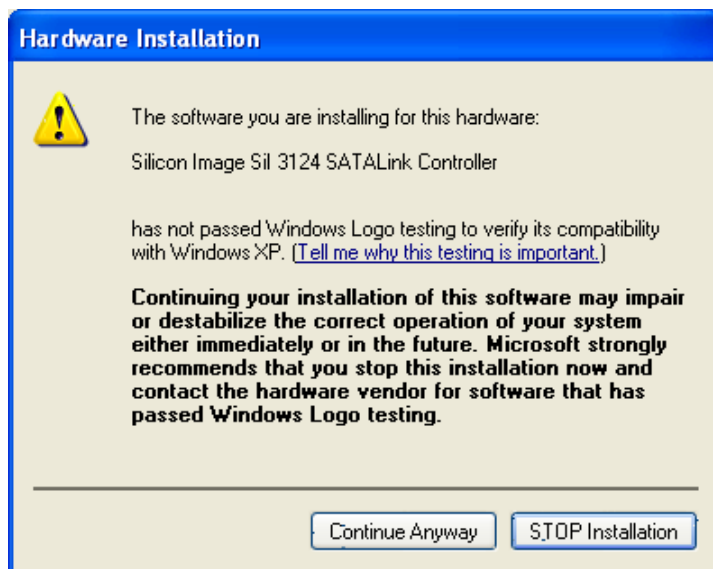 Hardware Installation
The software you are installing for this hardware:
Silicon Image SiI 3124 SATALink Controller
has not passed Windows Logo testing to verify its compatibility
with Windows XP. (Tell me why this testing is important.)
Continuing your installation of this software may impair
or destabilize the correct operation of your system
either immediately or in the future. Microsoft strongly
recommends that you stop this installation now and
contact the hardware vendor for software that has
passed Windows Logo testing.
Continue Anyway
STOP Installation